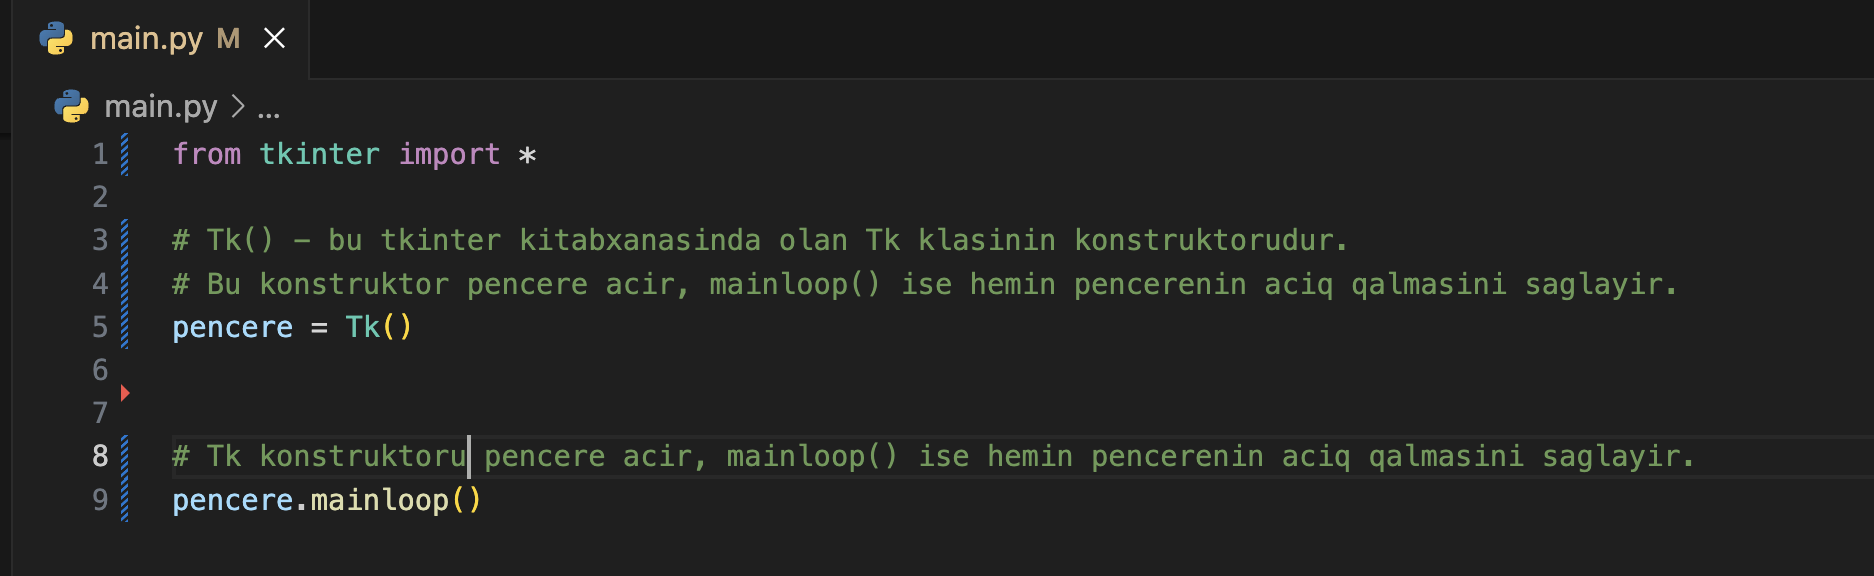 main.py M
main.py > ...
1 from tkinter import *
2
3 # Tk() - bu tkinter kitabxanasinda olan Tk klasinin konstruktorudur.
4 # Bu konstruktor pencere acir, mainloop() ise hemin pencerenin aciq qalmasini saglayir.
5 pencere = Tk()
6
7
8 # Tk konstruktoru pencere acir, mainloop() ise hemin pencerenin aciq qalmasini saglayir.
9 pencere.mainloop()